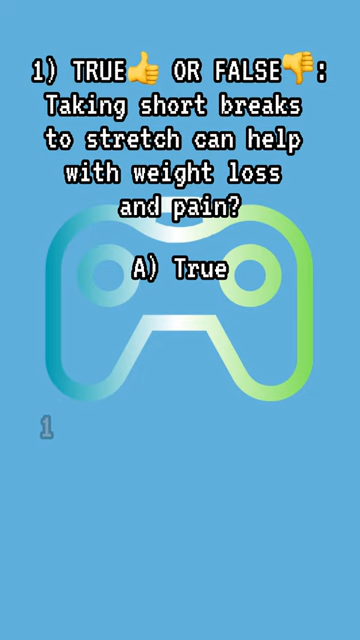 1) TRUE👍 OR FALSE👎:
Taking short breaks
to stretch can help
with weight loss
and pain?
A) True
1